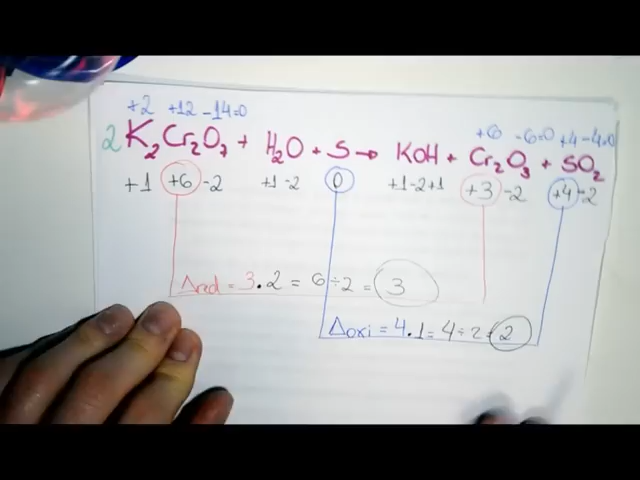 +2 +12 -14=0 +6 -6=0 +4 -4=0
2 K₂Cr₂O₇ + H₂O + S → KOH + Cr₂O₃ + SO₂
+1 +6 -2 +1 -2 0 +1 -2 +1 +3 -2 +4 -2
Δred = 3.2 = 6÷2 = 3
Δoxi = 4.1 = 4÷2 = 2